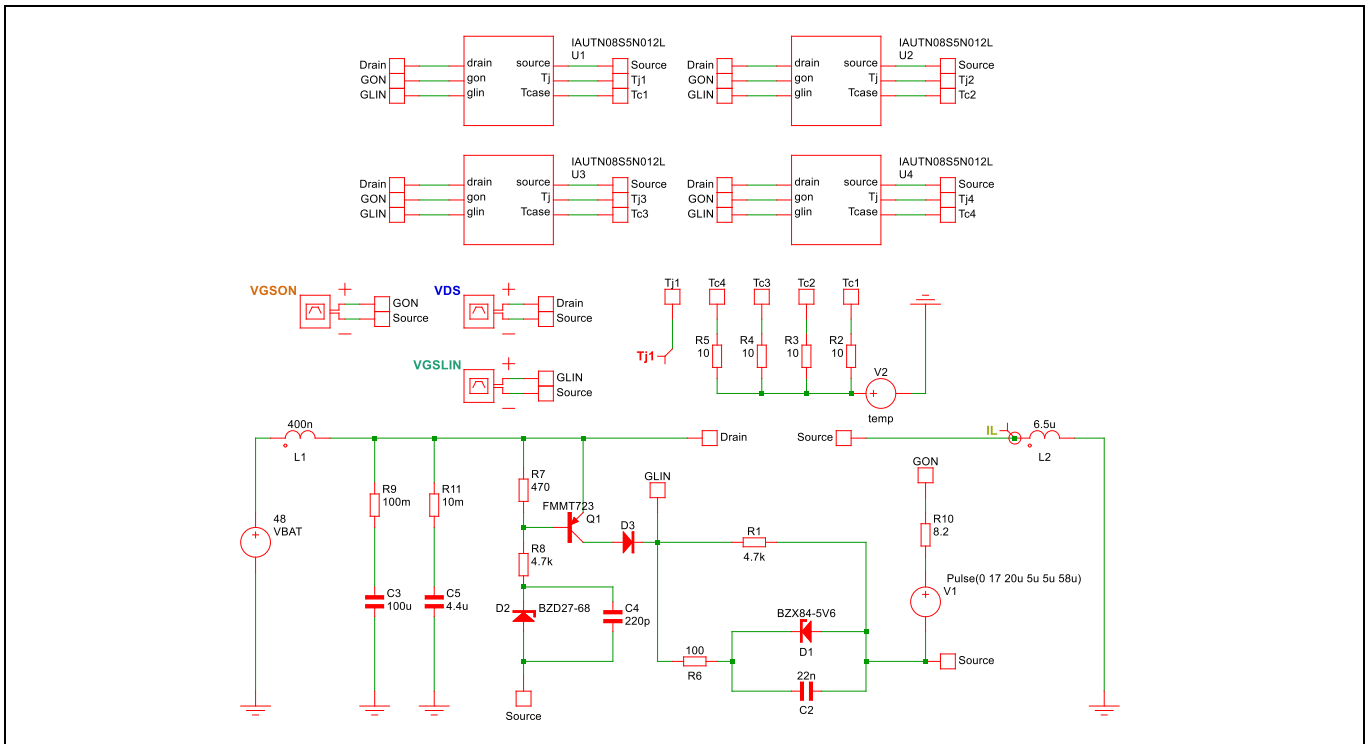 IAUTN08S5N012L
U1
Drain
GON
GLIN
drain
gon
glin
source
Tj
Tcase
Source
Tj1
Tc1
IAUTN08S5N012L
U2
Drain
GON
GLIN
drain
gon
glin
source
Tj
Tcase
Source
Tj2
Tc2
IAUTN08S5N012L
U3
Drain
GON
GLIN
drain
gon
glin
source
Tj
Tcase
Source
Tj3
Tc3
IAUTN08S5N012L
U4
Drain
GON
GLIN
drain
gon
glin
source
Tj
Tcase
Source
Tj4
Tc4
VGSON
+
−
GON
Source
VDS
+
−
Drain
Source
VGSLIN
+
−
GLIN
Source
Tj1
Tj1
Tc4
Tc3
Tc2
Tc1
R5
10
R4
10
R3
10
R2
10
V2
+
temp
400n
L1
Drain
Source
IL
6.5u
L2
48
VBAT
+
R9
100m
R11
10m
C3
100u
C5
4.4u
R7
470
FMMT723
Q1
R8
4.7k
D2
BZD27-68
C4
220p
Source
D3
GLIN
R1
4.7k
100
R6
BZX84-5V6
D1
22n
C2
GON
R10
8.2
Pulse(0 17 20u 5u 5u 58u)
V1
+
Source